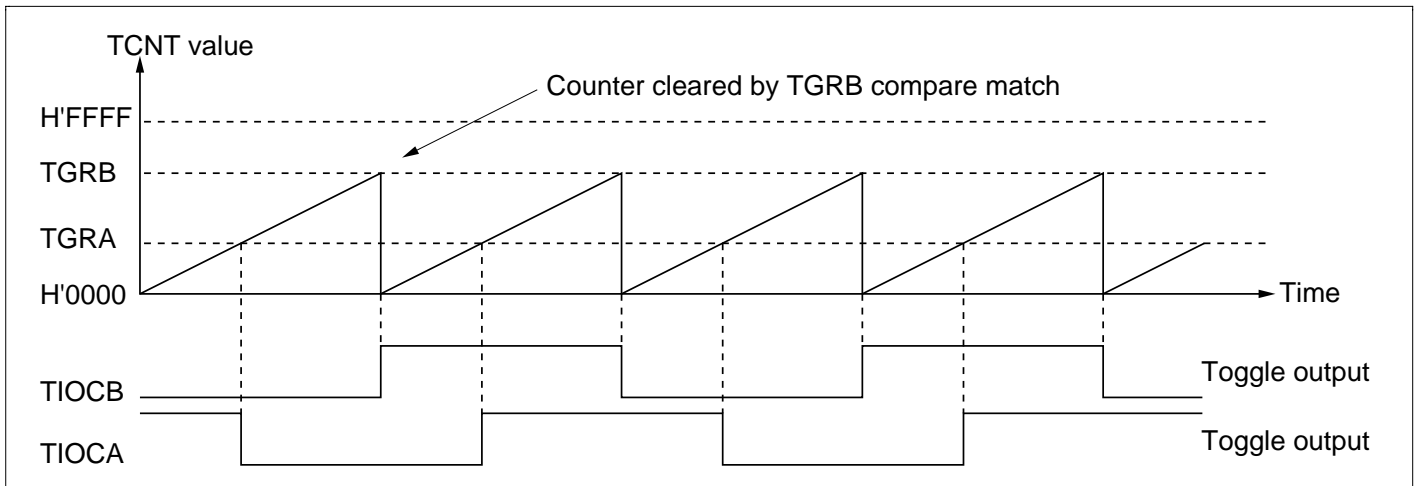 TCNT value
Counter cleared by TGRB compare match
H'FFFF
TGRB
TGRA
H'0000
Time
TIOCB
Toggle output
TIOCA
Toggle output